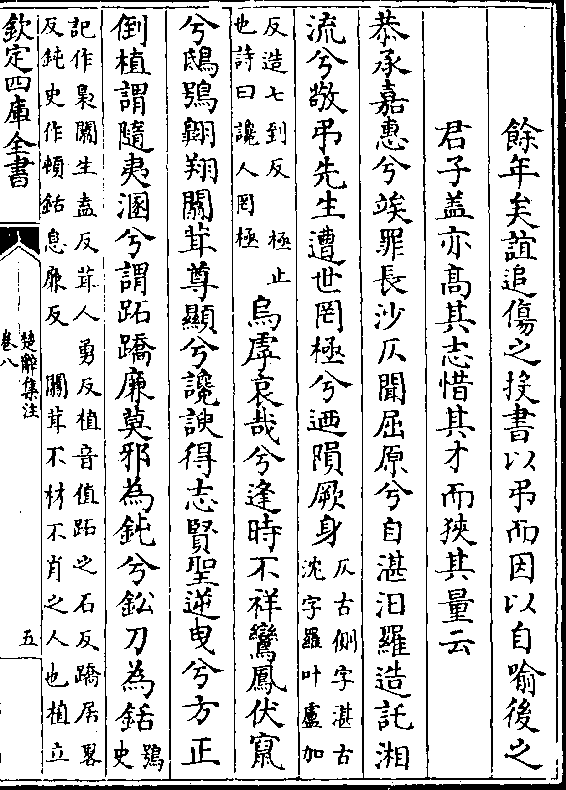 餘年矣誼追傷之投書以弔而因以自喻後之
君子蓋亦高其志惜其才而狹其量云
恭承嘉惠兮竢罪長沙仄聞屈原兮自湛汨羅造託湘
流兮敬弔先生遭世罔極兮迺隕厥身
仄古側字湛古
沈字羅叶盧加
反造七到反極止
也詩曰讒人罔極
烏虖哀哉兮逢時不祥鸞鳳伏竄
兮鴟鴞翱翔闒茸尊顯兮讒諛得志賢聖逆曳兮方正
倒植謂隨夷溷兮謂跖蹻廉莫邪為鈍兮鈆刀為銛
鴞
史
記作梟闒生盍反茸人勇反植音值跖之石反蹻居畧
反鈍史作頓銛息廉反闒茸不材不肖之人也植立
欽定四庫全書
楚辭集注
卷八
五